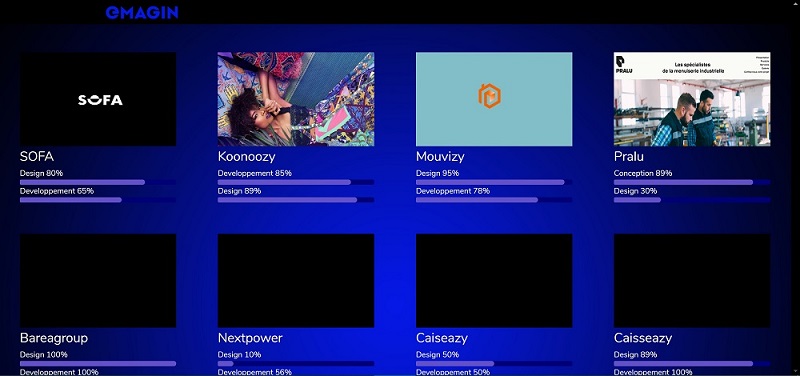 eMAGIN
SOFA
PRALU
Les spécialistes
de la menuiserie industrielle
SOFA
Design 80%
Developpement 65%
Koonoozy
Developpement 85%
Design 89%
Mouvizy
Design 95%
Developpement 78%
Pralu
Conception 89%
Design 30%
Bareagroup
Design 100%
Developpement 100%
Nextpower
Design 10%
Developpement 56%
Caiseazy
Design 50%
Developpement 50%
Caisseazy
Design 89%
Developpement 100%